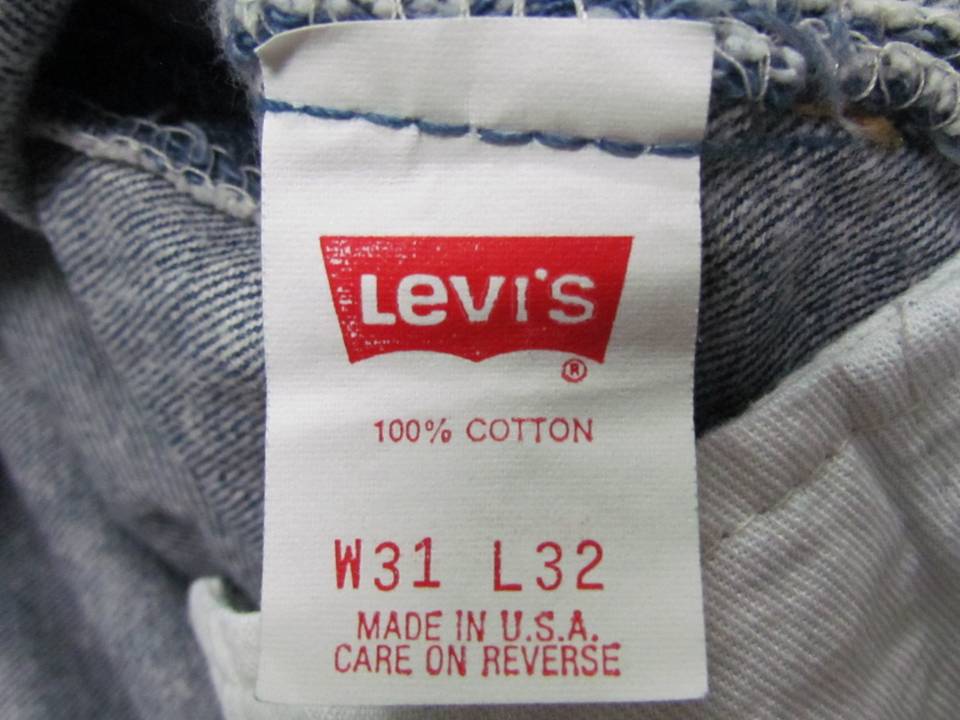 Levi's
®
100% COTTON
W31 L32
MADE IN U.S.A.
CARE ON REVERSE